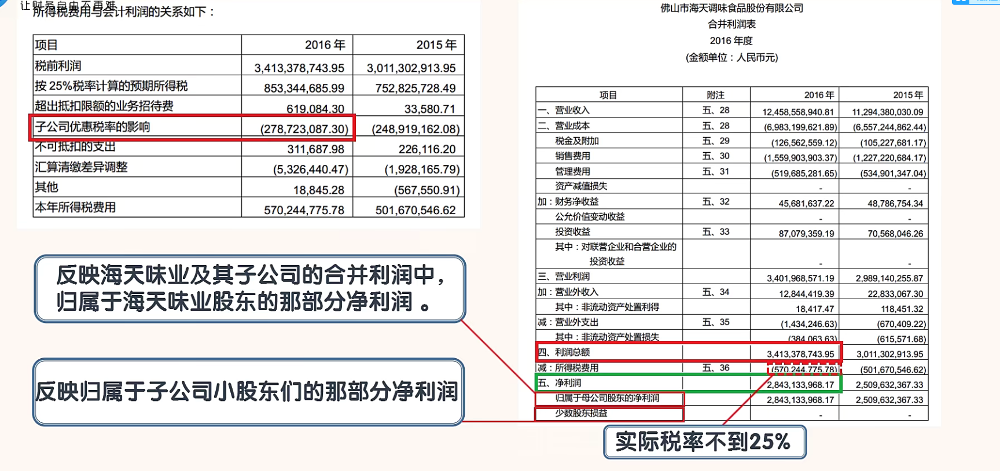 让财务自由不再难
所得税费用与会计利润的关系如下：
项目 2016 年 2015 年
税前利润 3,413,378,743.95 3,011,302,913.95
按 25%税率计算的预期所得税 853,344,685.99 752,825,728.49
超出抵扣限额的业务招待费 619,084.30 33,580.71
子公司优惠税率的影响 (278,723,087.30) (248,919,162.08)
不可抵扣的支出 311,687.98 226,116.20
汇算清缴差异调整 (5,326,440.47) (1,928,165.79)
其他 18,845.28 (567,550.91)
本年所得税费用 570,244,775.78 501,670,546.62
反映海天味业及其子公司的合并利润中，
归属于海天味业股东的那部分净利润 。
反映归属于子公司小股东们的那部分净利润
佛山市海天调味食品股份有限公司
合并利润表
2016 年度
(金额单位：人民币元)
项目 附注 2016 年 2015 年
一、营业收入 五、28 12,458,558,940.81 11,294,380,030.09
二、营业成本 五、28 (6,983,199,621.89) (6,557,244,862.44)
税金及附加 五、29 (126,562,559.12) (105,227,681.17)
销售费用 五、30 (1,559,903,903.37) (1,227,220,684.17)
管理费用 五、31 (519,685,281.65) (534,901,347.04)
资产减值损失 - -
加：财务净收益 五、32 45,681,637.22 48,786,754.34
公允价值变动收益 - -
投资收益 五、33 87,079,359.19 70,568,046.26
其中：对联营企业和合营企业的
投资收益 - -
三、营业利润 3,401,968,571.19 2,989,140,255.87
加：营业外收入 五、34 12,844,419.39 22,833,067.30
其中：非流动资产处置利得 18,417.47 118,451.32
减：营业外支出 五、35 (1,434,246.63) (670,409.22)
其中：非流动资产处置损失 (384,063.63) (615,571.68)
四、利润总额 3,413,378,743.95 3,011,302,913.95
减：所得税费用 五、36 (570,244,775.78) (501,670,546.62)
五、净利润 2,843,133,968.17 2,509,632,367.33
归属于母公司股东的净利润 2,843,133,968.17 2,509,632,367.33
少数股东损益 - -
实际税率不到25%